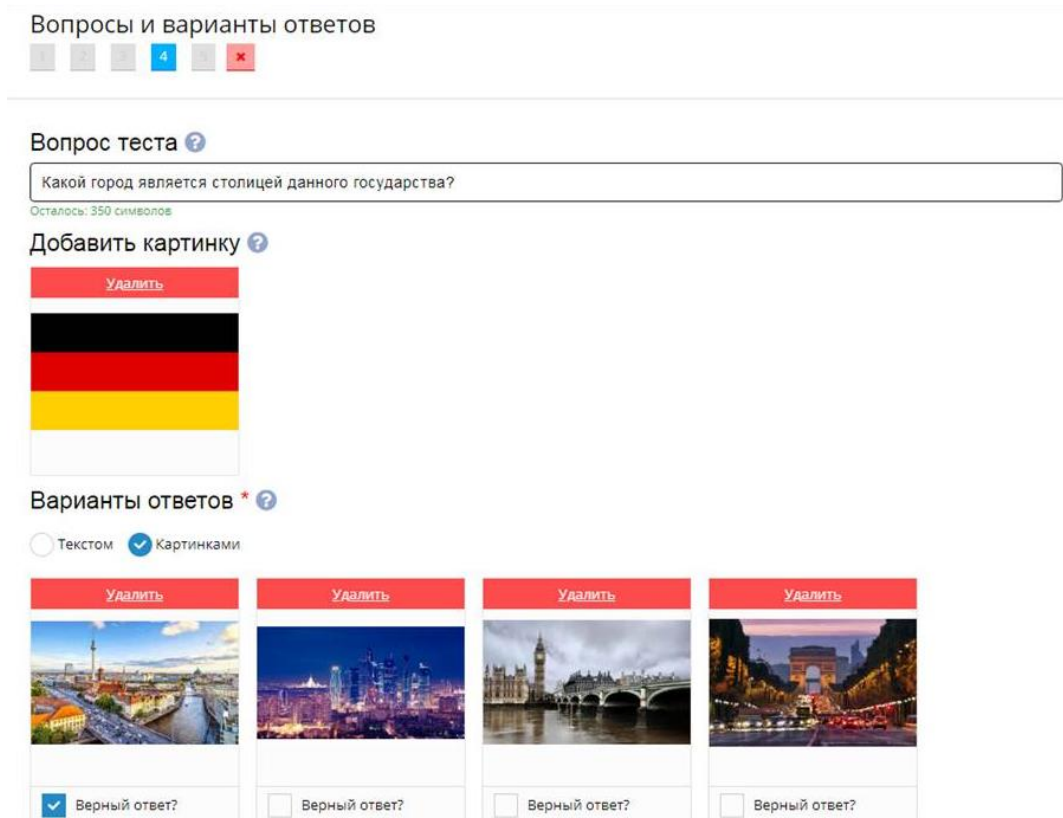 Вопросы и варианты ответов
1 2 3 4 5 ×
Вопрос теста ?
Какой город является столицей данного государства?
Осталось: 350 символов
Добавить картинку ?
Удалить
Варианты ответов * ?
Текстом Картинками
Удалить Удалить Удалить Удалить
Верный ответ? Верный ответ? Верный ответ? Верный ответ?